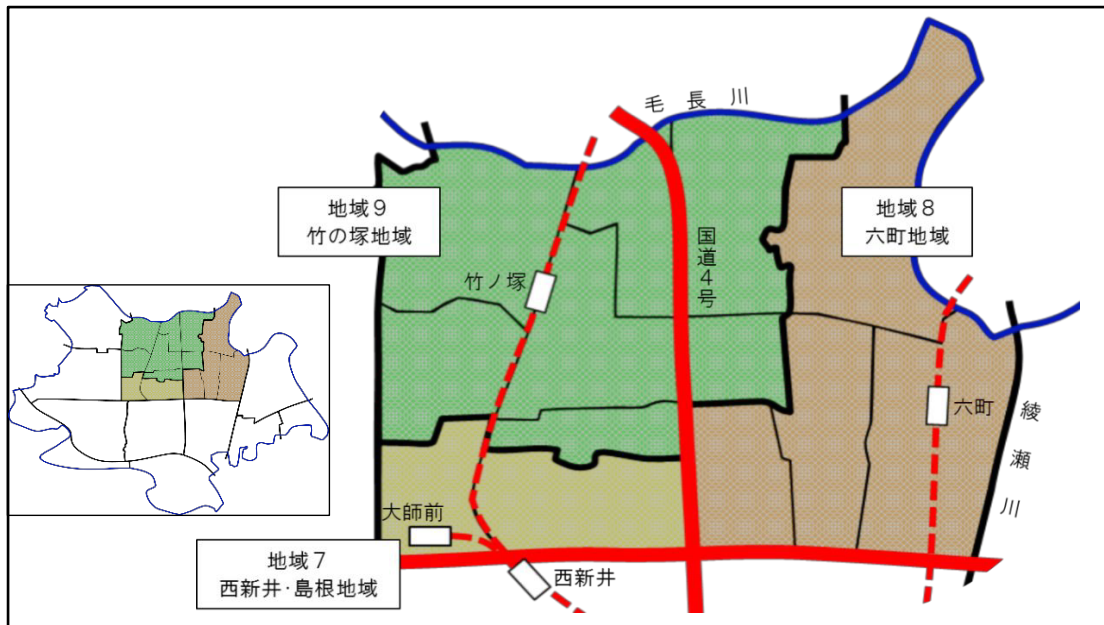 毛長川
地域９
竹の塚地域
地域８
六町地域
国道４号
竹ノ塚
六町
綾瀬川
大師前
地域７
西新井・島根地域
西新井